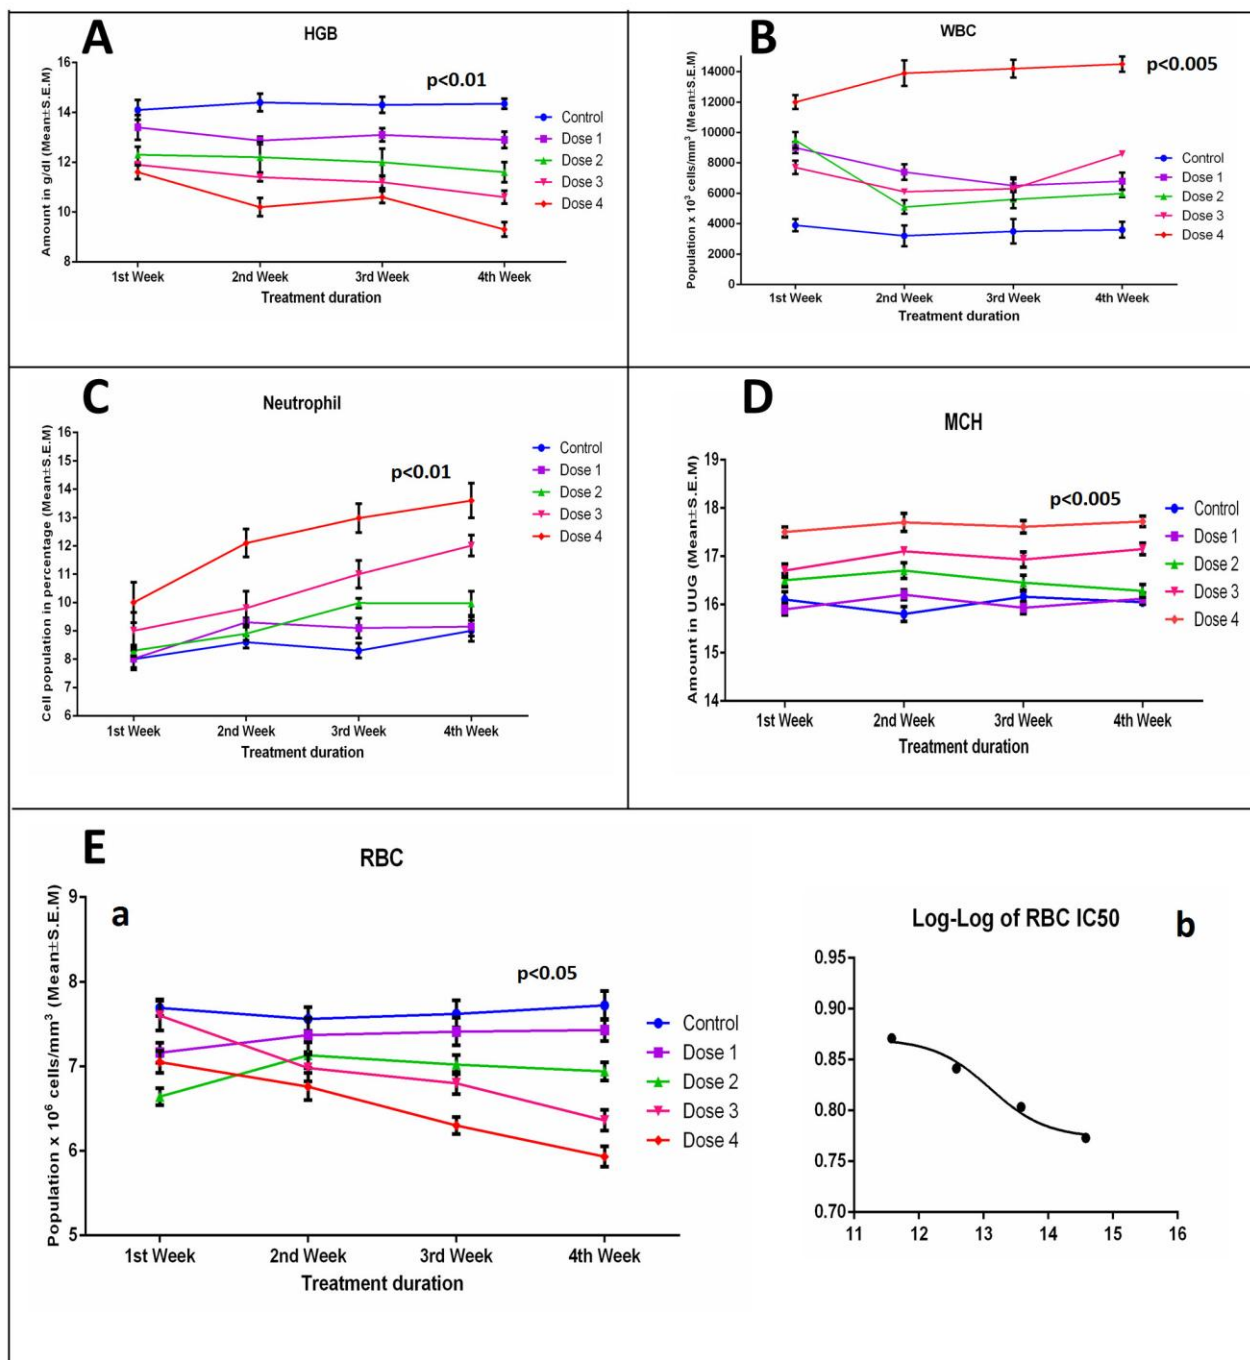 A
HGB
p<0.01
Amount in g/dl (Mean±S.E.M)
16
14
12
10
8
1st Week 2nd Week 3rd Week 4th Week
Treatment duration
Control
Dose 1
Dose 2
Dose 3
Dose 4
B
WBC
p<0.005
Population x 10³ cells/mm³ (Mean±S.E.M)
14000
12000
10000
8000
6000
4000
2000
0
1st Week 2nd Week 3rd Week 4th Week
Treatment duration
Control
Dose 1
Dose 2
Dose 3
Dose 4
C
Neutrophil
p<0.01
Cell population in percentage (Mean±S.E.M)
16
15
14
13
12
11
10
9
8
7
6
1st Week 2nd Week 3rd Week 4th Week
Treatment duration
Control
Dose 1
Dose 2
Dose 3
Dose 4
D
MCH
p<0.005
Amount in UUG (Mean±S.E.M)
19
18
17
16
15
14
1st Week 2nd Week 3rd Week 4th Week
Treatment duration
Control
Dose 1
Dose 2
Dose 3
Dose 4
E
RBC
a
p<0.05
Population x 10⁶ cells/mm³ (Mean±S.E.M)
9
8
7
6
5
1st Week 2nd Week 3rd Week 4th Week
Treatment duration
Control
Dose 1
Dose 2
Dose 3
Dose 4
Log-Log of RBC IC50
b
0.95
0.90
0.85
0.80
0.75
0.70
11 12 13 14 15 16